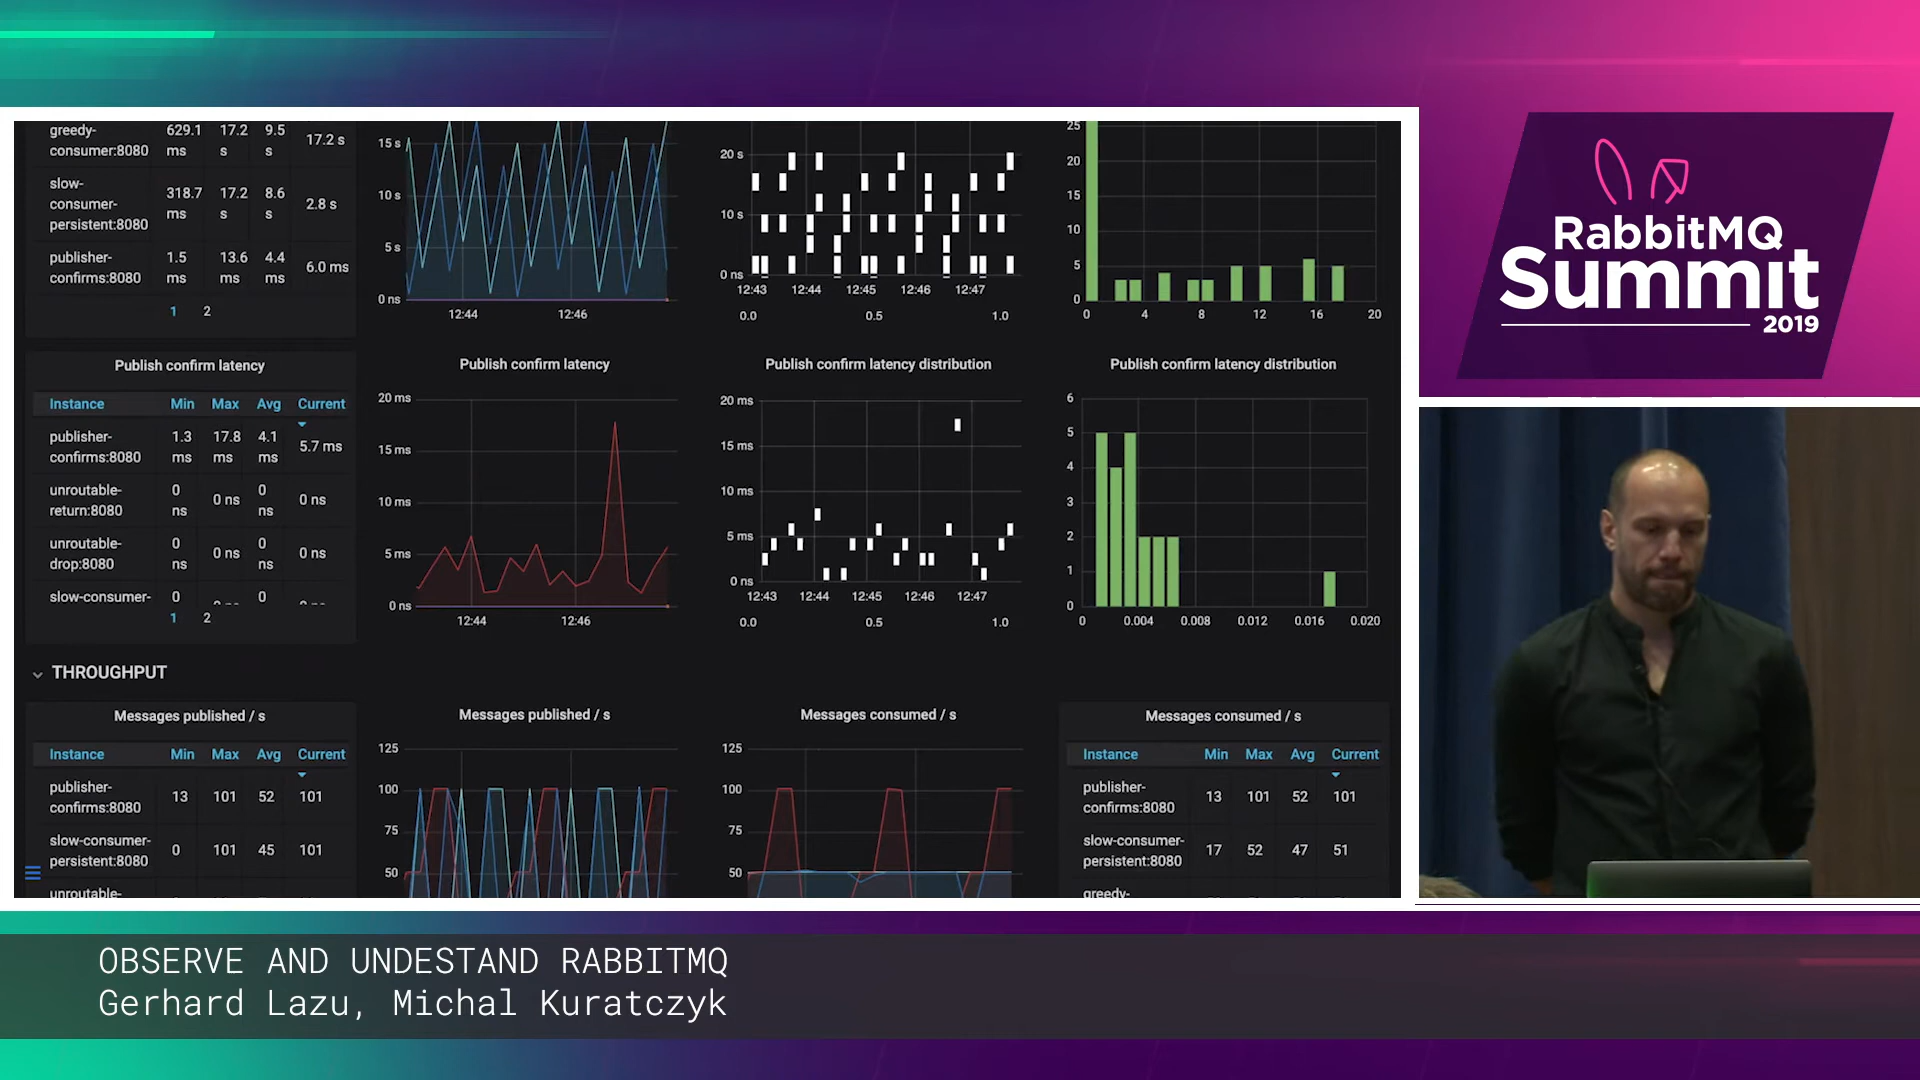 greedy-
consumer:8080
629.1
ms
17.2
s
9.5
s
17.2 s
slow-
consumer-
persistent:8080
318.7
ms
17.2
s
8.6
s
2.8 s
publisher-
confirms:8080
1.5
ms
13.6
ms
4.4
ms
6.0 ms
1 2
15 s
10 s
5 s
0 ns
12:44 12:46
20 s
10 s
0 ns
12:43 12:44 12:45 12:46 12:47
0.0 0.5 1.0
25
20
15
10
5
0
0 4 8 12 16 20
Publish confirm latency
Instance Min Max Avg Current
publisher-
confirms:8080
1.3
ms
17.8
ms
4.1
ms
5.7 ms
unroutable-
return:8080
0
ns
0 ns
0
ns
0 ns
unroutable-
drop:8080
0
ns
0 ns
0
ns
0 ns
slow-consumer-
0
0
1 2
Publish confirm latency
20 ms
15 ms
10 ms
5 ms
0 ns
12:44 12:46
Publish confirm latency distribution
20 ms
15 ms
10 ms
5 ms
0 ns
12:43 12:44 12:45 12:46 12:47
0.0 0.5 1.0
Publish confirm latency distribution
6
5
4
3
2
1
0
0 0.004 0.008 0.012 0.016 0.020
THROUGHPUT
Messages published / s
Instance Min Max Avg Current
publisher-
confirms:8080
13 101 52 101
slow-consumer-
persistent:8080
0 101 45 101
unroutable-
Messages published / s
125
100
75
50
Messages consumed / s
125
100
75
50
Messages consumed / s
Instance Min Max Avg Current
publisher-
confirms:8080
13 101 52 101
slow-consumer-
persistent:8080
17 52 47 51
greedy-
RabbitMQ
Summit
2019
OBSERVE AND UNDESTAND RABBITMQ
Gerhard Lazu, Michal Kuratczyk